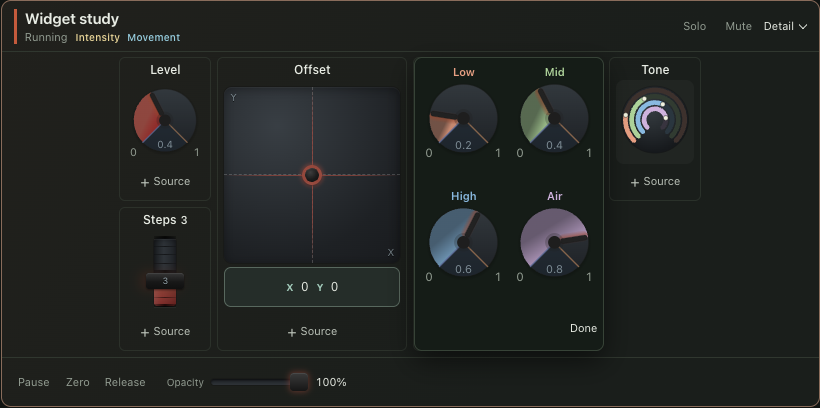 Widget study
Running Intensity Movement
Solo Mute Detail
Level
0.4
0 1
+ Source
Steps 3
3
+ Source
Offset
Y
X
X 0 Y 0
+ Source
Low
0.2
0 1
Mid
0.4
0 1
High
0.6
0 1
Air
0.8
0 1
Done
Tone
+ Source
Pause Zero Release Opacity 100%